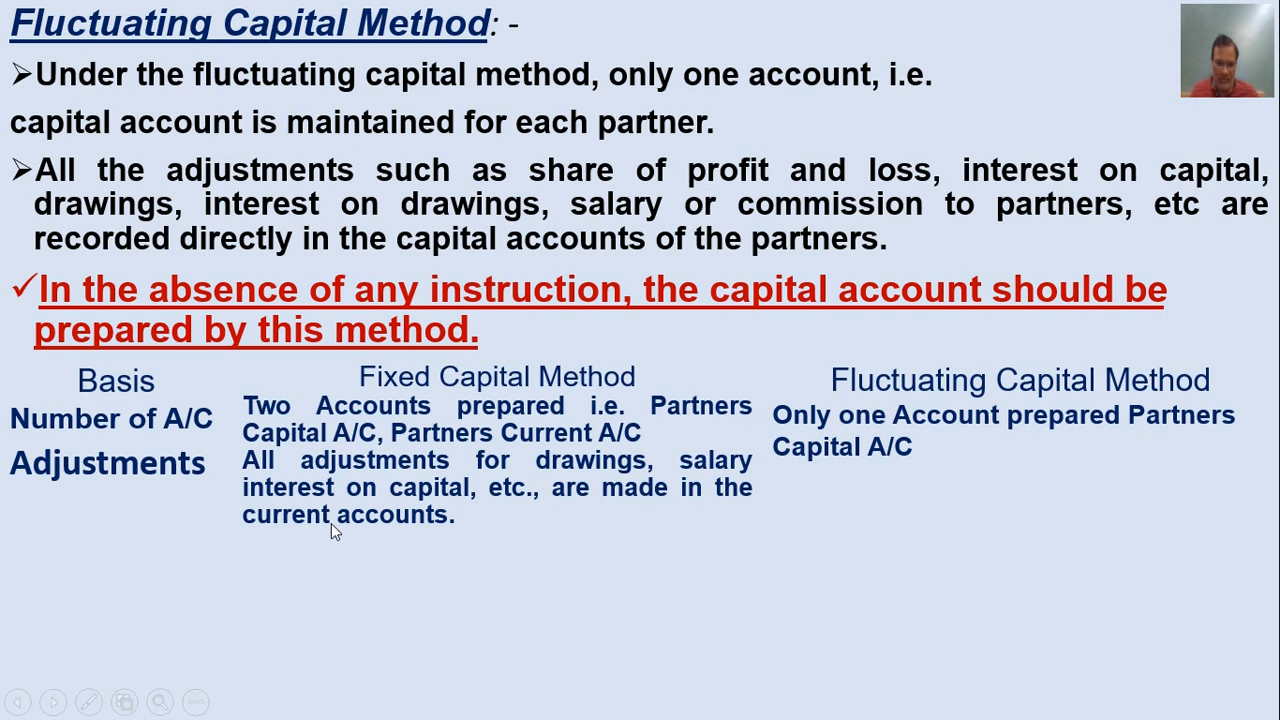 Fluctuating Capital Method: -
➢Under the fluctuating capital method, only one account, i.e.
capital account is maintained for each partner.
➢All the adjustments such as share of profit and loss, interest on capital,
drawings, interest on drawings, salary or commission to partners, etc are
recorded directly in the capital accounts of the partners.
✓In the absence of any instruction, the capital account should be
prepared by this method.
Basis
Fixed Capital Method
Fluctuating Capital Method
Number of A/C
Two Accounts prepared i.e. Partners
Capital A/C, Partners Current A/C
Only one Account prepared Partners
Capital A/C
Adjustments
All adjustments for drawings, salary
interest on capital, etc., are made in the
current accounts.